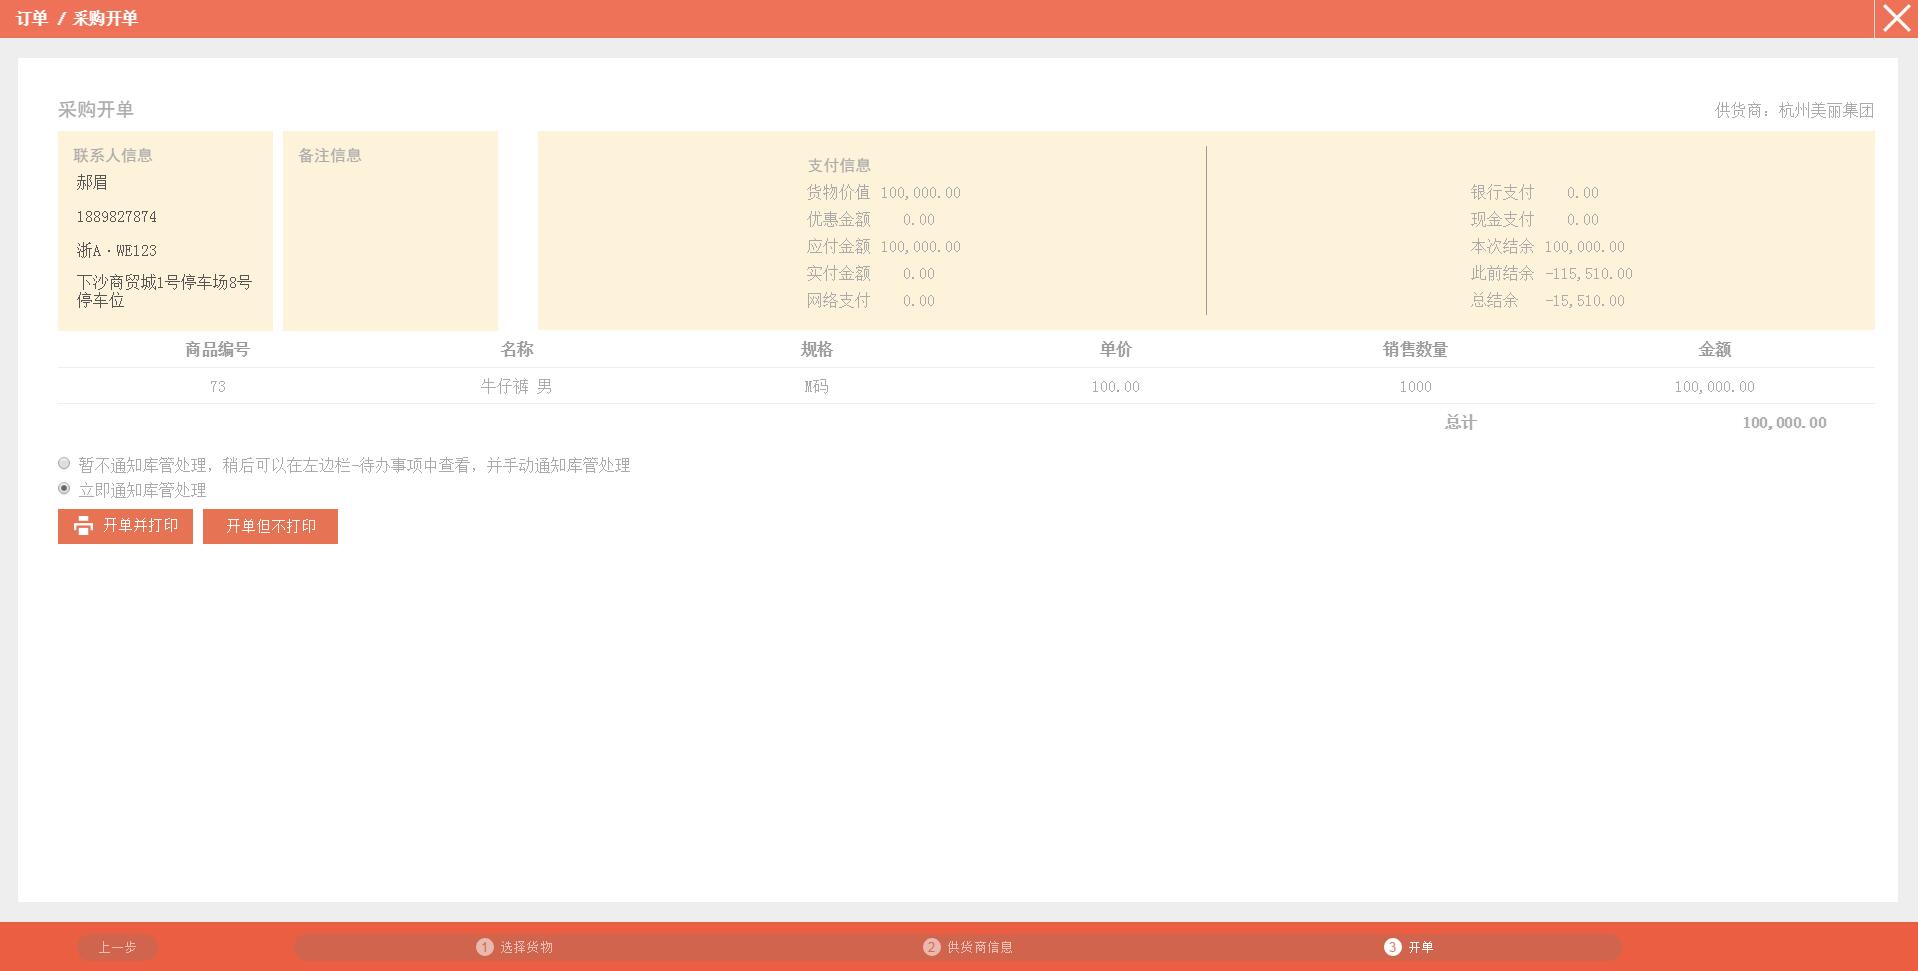 订单 / 采购开单
采购开单
供货商：杭州美丽集团
联系人信息
郝眉
1889827874
浙A·WE123
下沙商贸城1号停车场8号
停车位
备注信息
支付信息
货物价值 100,000.00
优惠金额 0.00
应付金额 100,000.00
实付金额 0.00
网络支付 0.00
银行支付 0.00
现金支付 0.00
本次结余 100,000.00
此前结余 -115,510.00
总结余 -15,510.00
商品编号 名称 规格 单价 销售数量 金额
73 牛仔裤 男 M码 100.00 1000 100,000.00
总计 100,000.00
暂不通知库管处理，稍后可以在左边栏-待办事项中查看，并手动通知库管处理
立即通知库管处理
开单并打印 开单但不打印
上一步 1 选择货物 2 供货商信息 3 开单